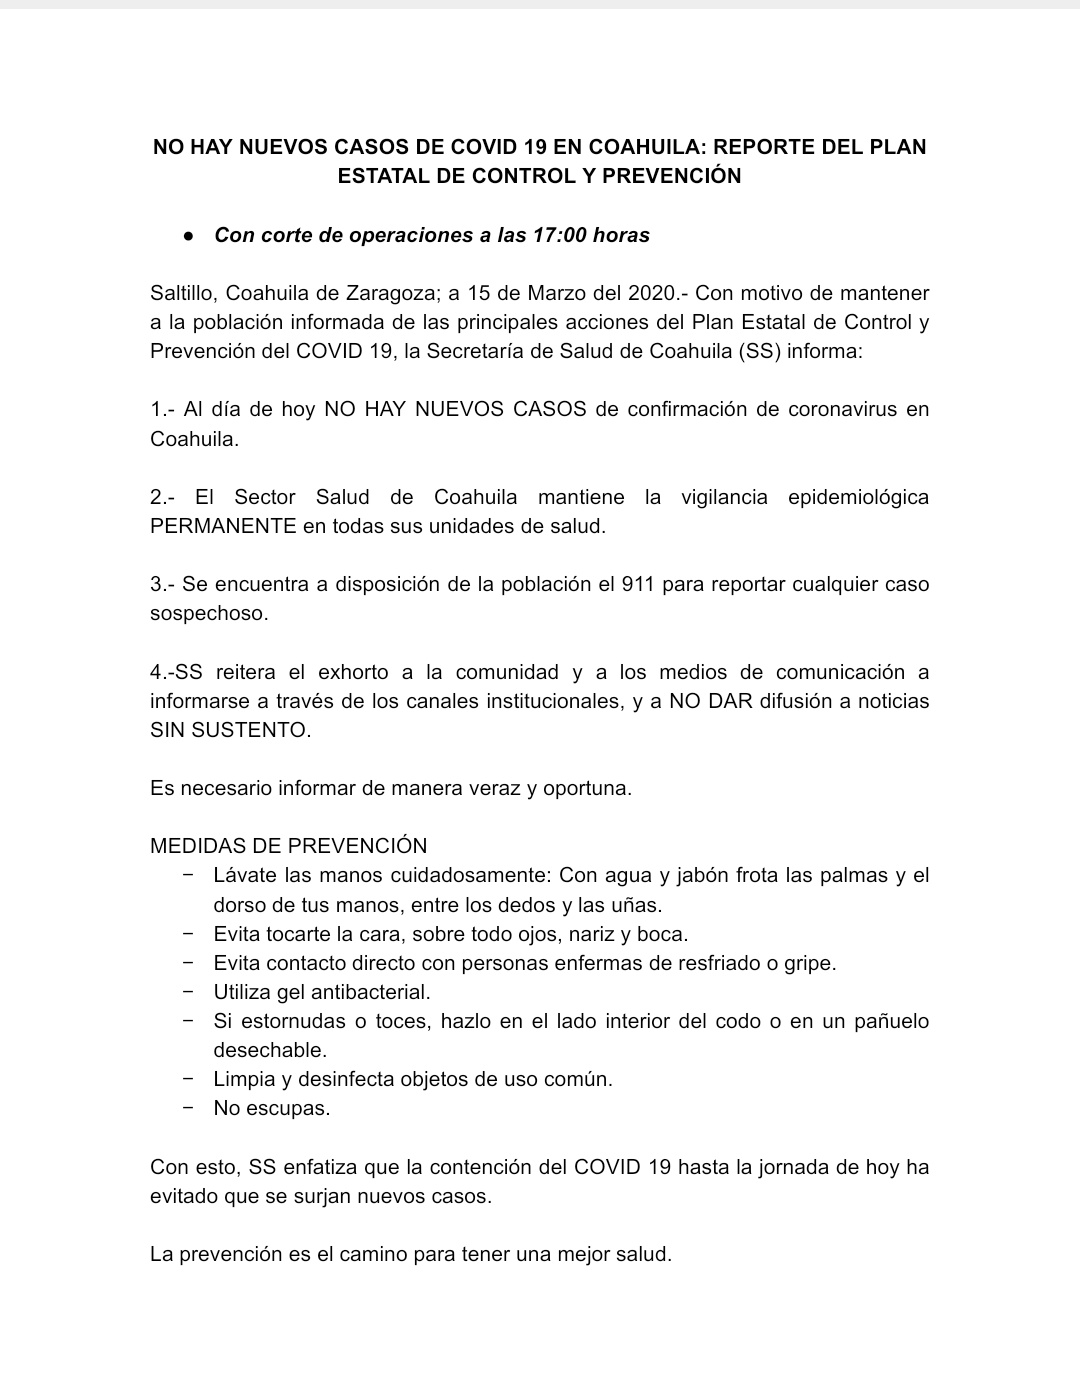 NO HAY NUEVOS CASOS DE COVID 19 EN COAHUILA: REPORTE DEL PLAN
ESTATAL DE CONTROL Y PREVENCIÓN
● Con corte de operaciones a las 17:00 horas
Saltillo, Coahuila de Zaragoza; a 15 de Marzo del 2020.- Con motivo de mantener
a la población informada de las principales acciones del Plan Estatal de Control y
Prevención del COVID 19, la Secretaría de Salud de Coahuila (SS) informa:
1.- Al día de hoy NO HAY NUEVOS CASOS de confirmación de coronavirus en
Coahuila.
2.- El Sector Salud de Coahuila mantiene la vigilancia epidemiológica
PERMANENTE en todas sus unidades de salud.
3.- Se encuentra a disposición de la población el 911 para reportar cualquier caso
sospechoso.
4.-SS reitera el exhorto a la comunidad y a los medios de comunicación a
informarse a través de los canales institucionales, y a NO DAR difusión a noticias
SIN SUSTENTO.
Es necesario informar de manera veraz y oportuna.
MEDIDAS DE PREVENCIÓN
− Lávate las manos cuidadosamente: Con agua y jabón frota las palmas y el
dorso de tus manos, entre los dedos y las uñas.
− Evita tocarte la cara, sobre todo ojos, nariz y boca.
− Evita contacto directo con personas enfermas de resfriado o gripe.
− Utiliza gel antibacterial.
− Si estornudas o toces, hazlo en el lado interior del codo o en un pañuelo
desechable.
− Limpia y desinfecta objetos de uso común.
− No escupas.
Con esto, SS enfatiza que la contención del COVID 19 hasta la jornada de hoy ha
evitado que se surjan nuevos casos.
La prevención es el camino para tener una mejor salud.